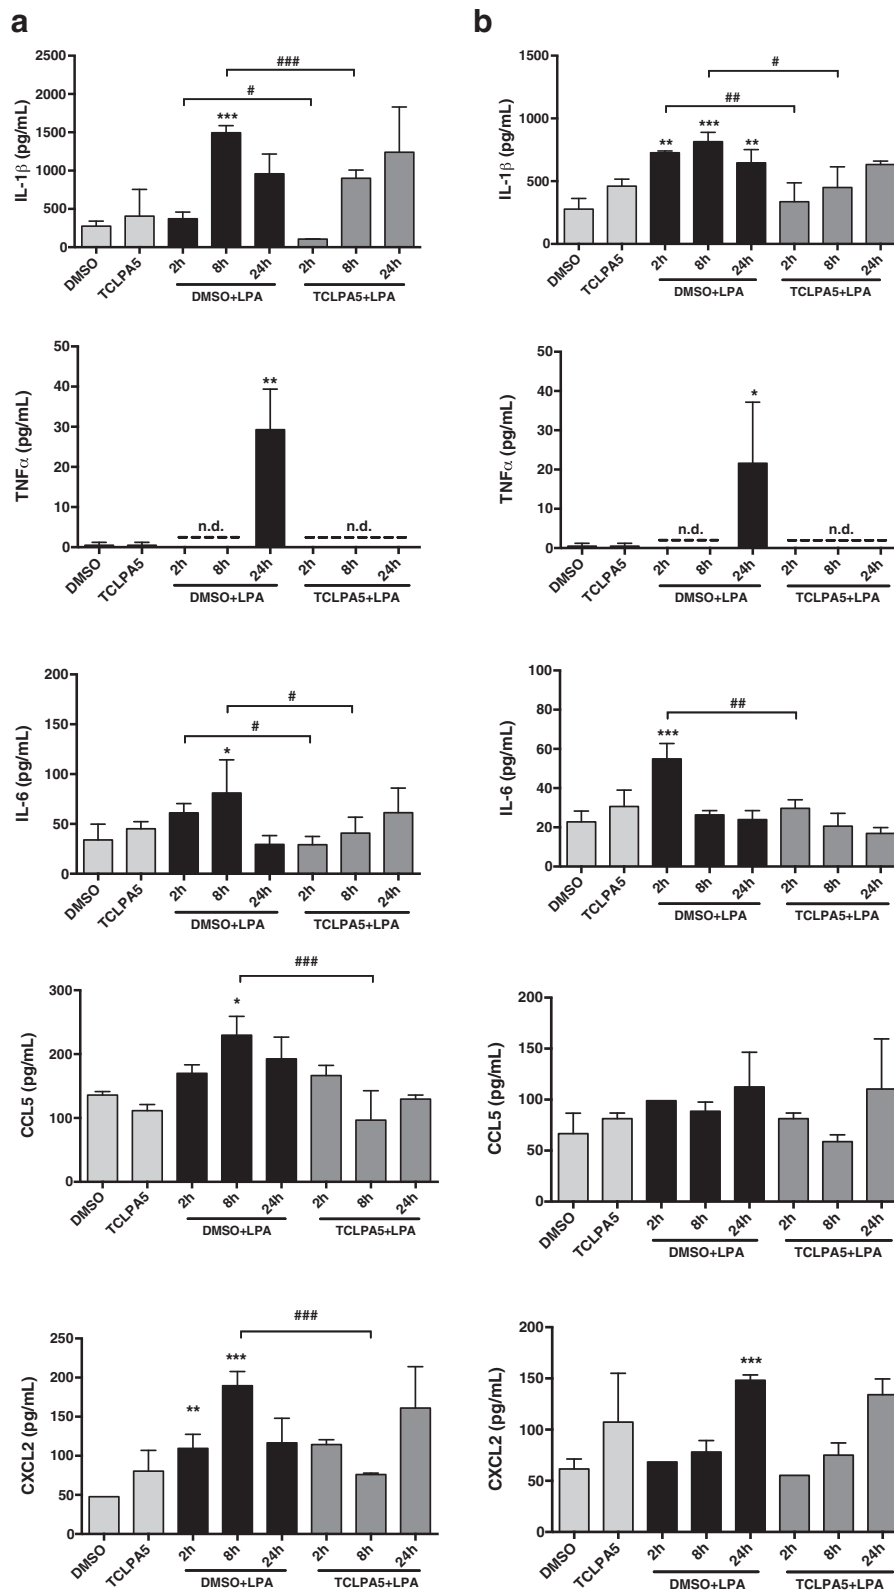 a
2500
2000
1500
1000
500
0
IL-1β (pg/mL)
###
#
***
DMSO
TCLPA5
2h
8h
24h
2h
8h
24h
DMSO+LPA
TCLPA5+LPA
b
1500
1000
500
0
IL-1β (pg/mL)
#
##
**
***
**
DMSO
TCLPA5
2h
8h
24h
2h
8h
24h
DMSO+LPA
TCLPA5+LPA
50
40
30
20
10
0
TNFα (pg/mL)
**
n.d.
n.d.
DMSO
TCLPA5
2h
8h
24h
2h
8h
24h
DMSO+LPA
TCLPA5+LPA
50
40
30
20
10
0
TNFα (pg/mL)
*
n.d.
n.d.
DMSO
TCLPA5
2h
8h
24h
2h
8h
24h
DMSO+LPA
TCLPA5+LPA
200
150
100
50
0
IL-6 (pg/mL)
#
#
*
DMSO
TCLPA5
2h
8h
24h
2h
8h
24h
DMSO+LPA
TCLPA5+LPA
100
80
60
40
20
0
IL-6 (pg/mL)
##
***
DMSO
TCLPA5
2h
8h
24h
2h
8h
24h
DMSO+LPA
TCLPA5+LPA
300
200
100
0
CCL5 (pg/mL)
###
*
DMSO
TCLPA5
2h
8h
24h
2h
8h
24h
DMSO+LPA
TCLPA5+LPA
200
150
100
50
0
CCL5 (pg/mL)
DMSO
TCLPA5
2h
8h
24h
2h
8h
24h
DMSO+LPA
TCLPA5+LPA
250
200
150
100
50
0
CXCL2 (pg/mL)
###
**
***
DMSO
TCLPA5
2h
8h
24h
2h
8h
24h
DMSO+LPA
TCLPA5+LPA
200
150
100
50
0
CXCL2 (pg/mL)
***
DMSO
TCLPA5
2h
8h
24h
2h
8h
24h
DMSO+LPA
TCLPA5+LPA